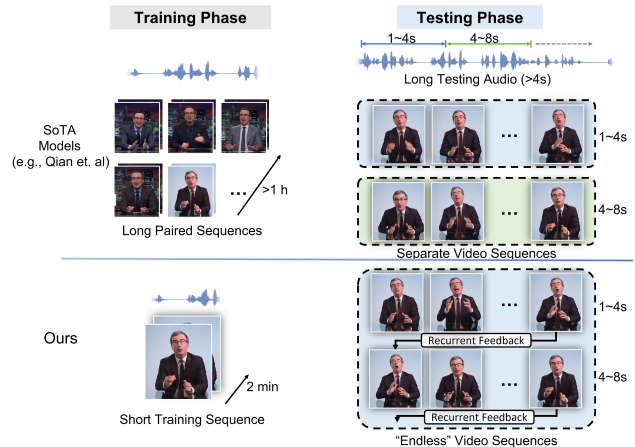 Training Phase
Testing Phase
1~4s
4~8s
Long Testing Audio (>4s)
SoTA
Models
(e.g., Qian et. al)
...
>1 h
Long Paired Sequences
...
1~4s
...
4~8s
Separate Video Sequences
Ours
2 min
Short Training Sequence
...
1~4s
Recurrent Feedback
...
4~8s
Recurrent Feedback
“Endless” Video Sequences